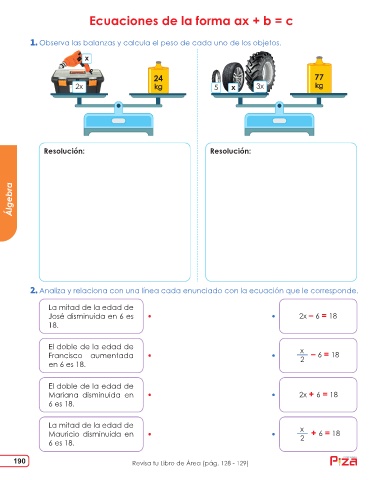 Ecuaciones de la forma ax + b = c
1. Observa las balanzas y calcula el peso de cada uno de los objetos.
x
2x
24
kg
5
x
3x
77
kg
Resolución:
Resolución:
Álgebra
2. Analiza y relaciona con una línea cada enunciado con la ecuación que le corresponde.
La mitad de la edad de
José disminuida en 6 es
18.
2x – 6 = 18
El doble de la edad de
Francisco aumentada
en 6 es 18.
x/2 – 6 = 18
El doble de la edad de
Mariana disminuida en
6 es 18.
2x + 6 = 18
La mitad de la edad de
Mauricio disminuida en
6 es 18.
x/2 + 6 = 18
190
Revisa tu Libro de Área (pág. 128 - 129)